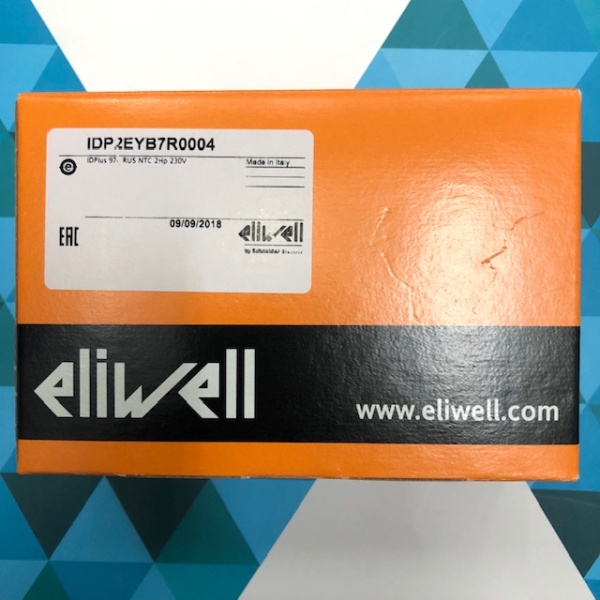 IDP2EYB7R0004
IDPlus 974 RUS NTC 2Hp 230V
Made in Italy
09/09/2018
EAC
eliwell
by Schneider Electric
eliwell
www.eliwell.com